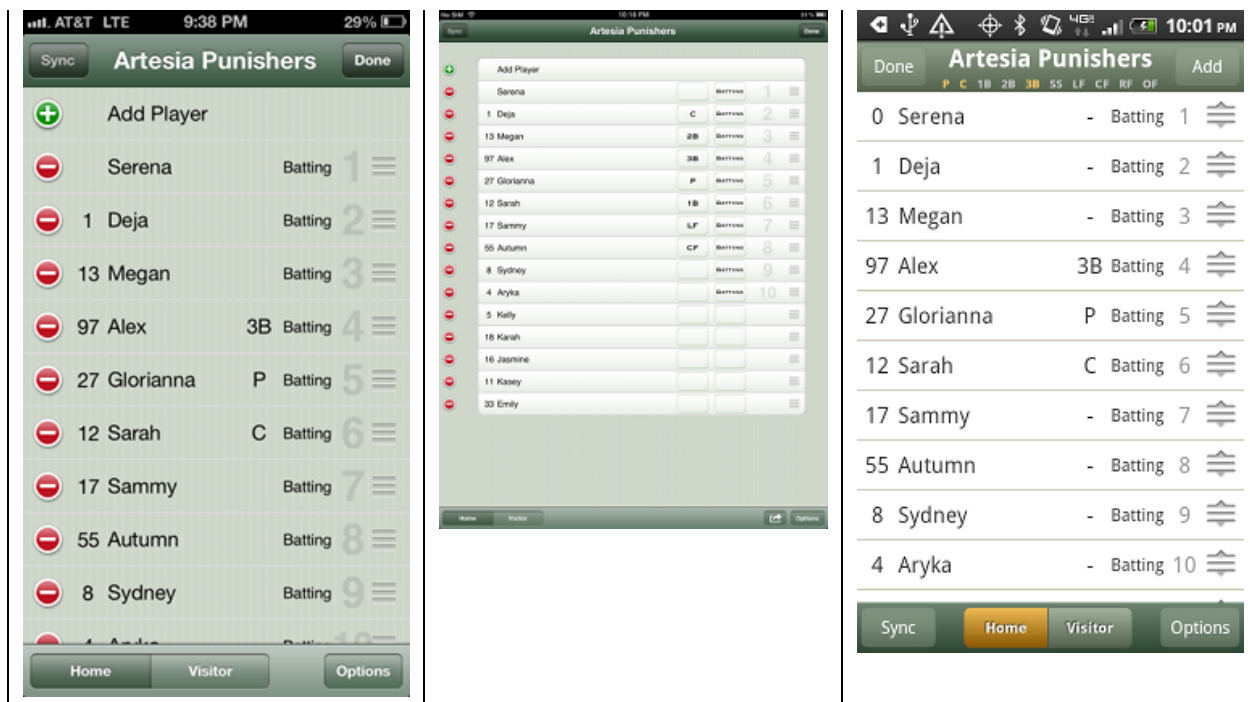 AT&T LTE 9:38 PM 29%
Sync Artesia Punishers Done
Add Player
Serena Batting 1
1 Deja Batting 2
13 Megan Batting 3
97 Alex 3B Batting 4
27 Glorianna P Batting 5
12 Sarah C Batting 6
17 Sammy Batting 7
55 Autumn Batting 8
8 Sydney Batting 9
Home Visitor Options
No SIM 10:18 PM 91%
Sync Artesia Punishers Done
Add Player
Serena BATTING 1
1 Deja C BATTING 2
13 Megan 2B BATTING 3
97 Alex 3B BATTING 4
27 Glorianna P BATTING 5
12 Sarah 1B BATTING 6
17 Sammy LF BATTING 7
55 Autumn CF BATTING 8
8 Sydney BATTING 9
4 Aryka BATTING 10
5 Kelly
18 Karah
16 Jasmine
11 Kasey
33 Emily
Home Visitor Options
4G 10:01 PM
Done Artesia Punishers Add
P C 1B 2B 3B SS LF CF RF OF
0 Serena - Batting 1
1 Deja - Batting 2
13 Megan - Batting 3
97 Alex 3B Batting 4
27 Glorianna P Batting 5
12 Sarah C Batting 6
17 Sammy - Batting 7
55 Autumn - Batting 8
8 Sydney - Batting 9
4 Aryka - Batting 10
Sync Home Visitor Options